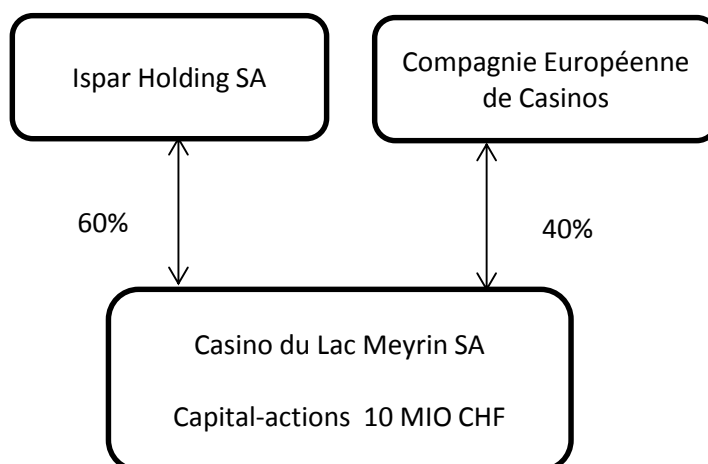 Ispar Holding SA
Compagnie Européenne
de Casinos
60%
40%
Casino du Lac Meyrin SA
Capital-actions 10 MIO CHF